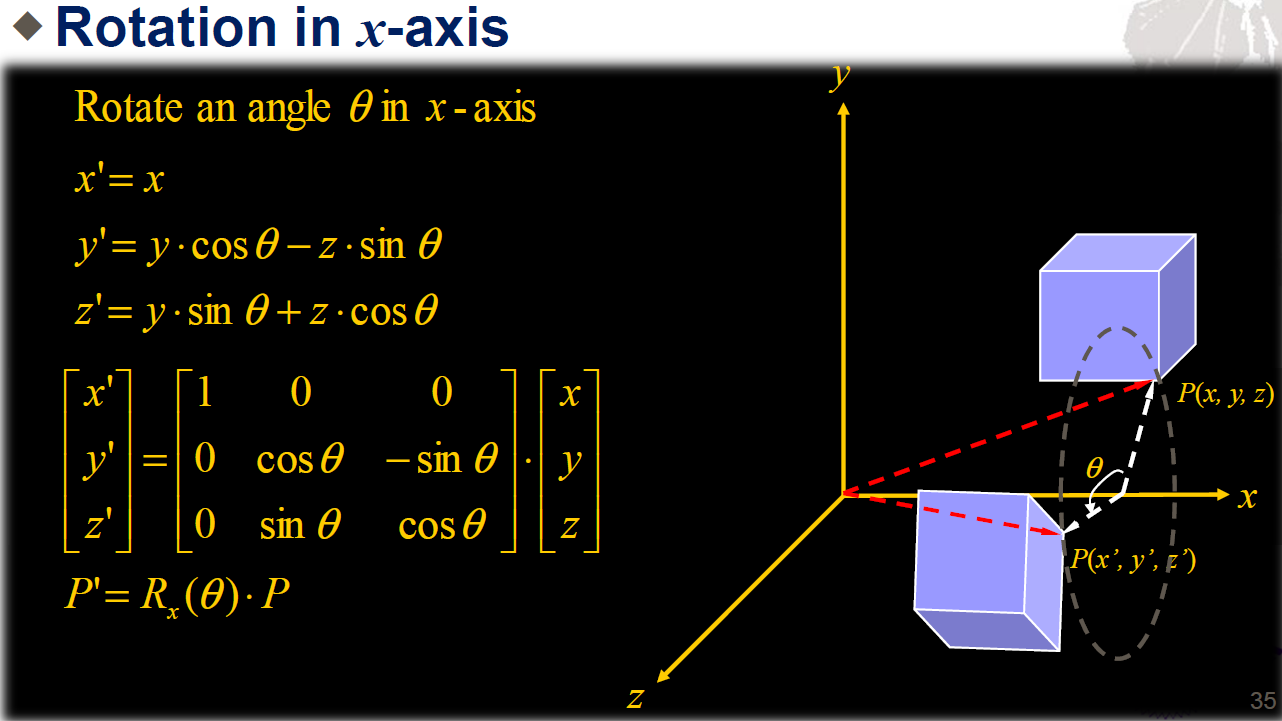 Rotation in x-axis
Rotate an angle θ in x - axis
x' = x
y' = y · cos θ − z · sin θ
z' = y · sin θ + z · cos θ
[x'] [1 0 0] [x]
[y'] = [0 cos θ − sin θ] · [y]
[z'] [0 sin θ cos θ] [z]
P' = Rx (θ) · P
y
P(x, y, z)
θ
x
P(x’, y’, z’)
z
35